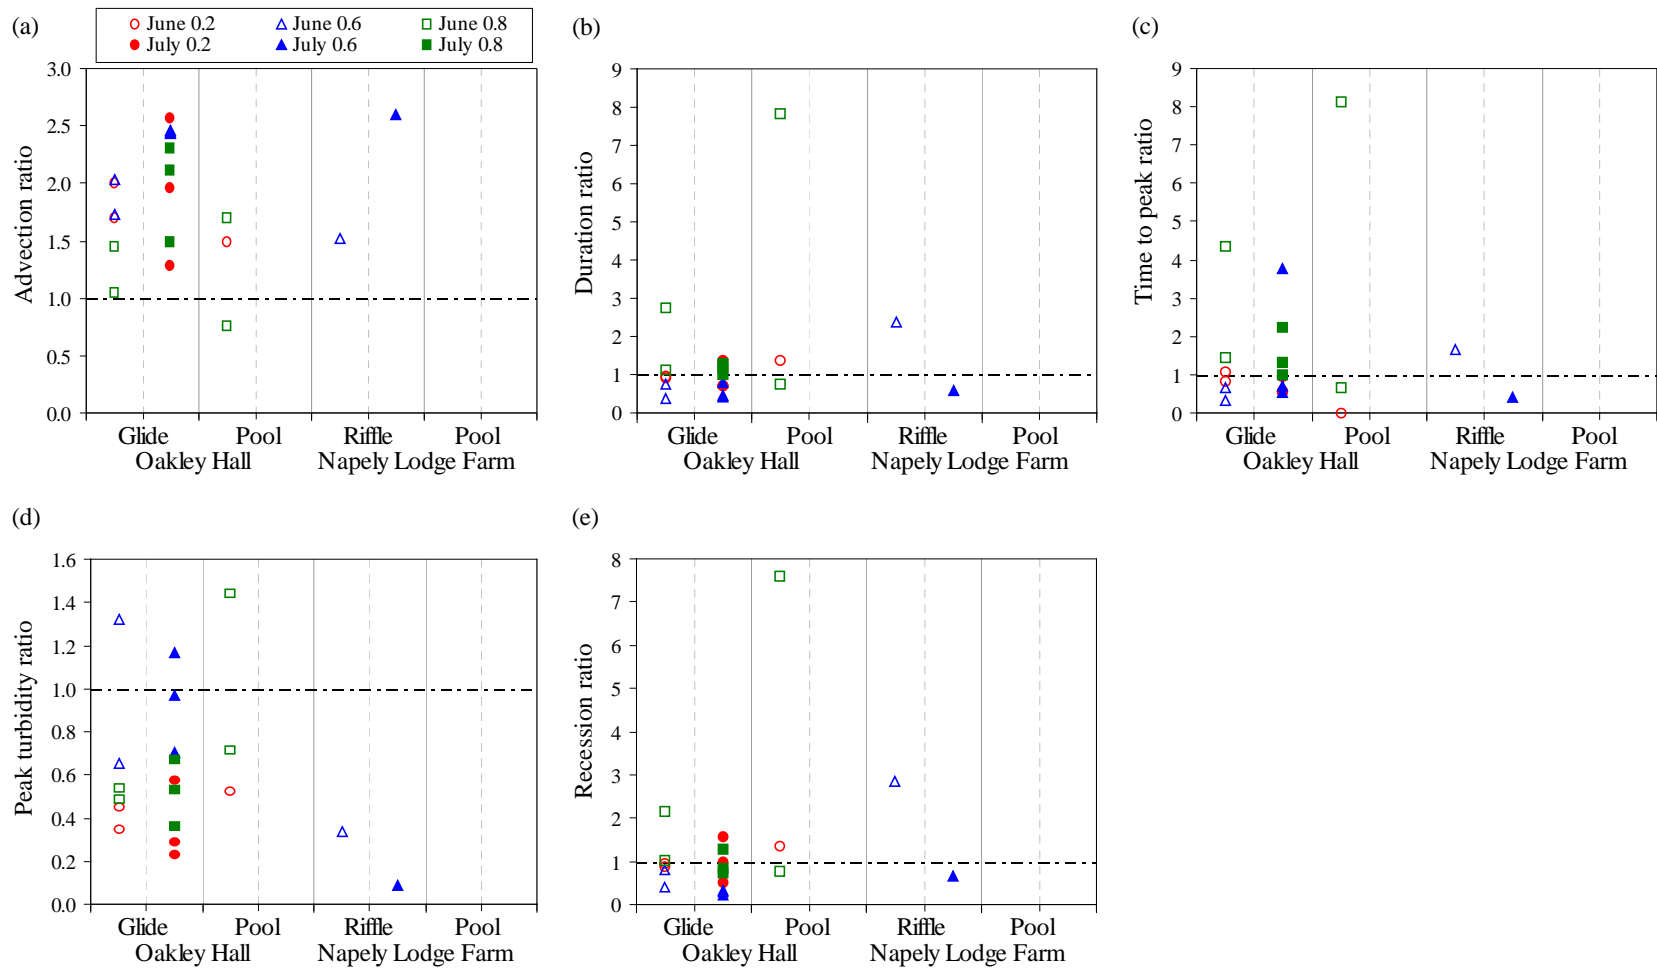 (a)
June 0.2 June 0.6 June 0.8
July 0.2 July 0.6 July 0.8
Advection ratio
3.0
2.5
2.0
1.5
1.0
0.5
0.0
Glide Pool Riffle Pool
Oakley Hall Napely Lodge Farm
(b)
Duration ratio
9
8
7
6
5
4
3
2
1
0
Glide Pool Riffle Pool
Oakley Hall Napely Lodge Farm
(c)
Time to peak ratio
9
8
7
6
5
4
3
2
1
0
Glide Pool Riffle Pool
Oakley Hall Napely Lodge Farm
(d)
Peak turbidity ratio
1.6
1.4
1.2
1.0
0.8
0.6
0.4
0.2
0.0
Glide Pool Riffle Pool
Oakley Hall Napely Lodge Farm
(e)
Recession ratio
8
7
6
5
4
3
2
1
0
Glide Pool Riffle Pool
Oakley Hall Napely Lodge Farm